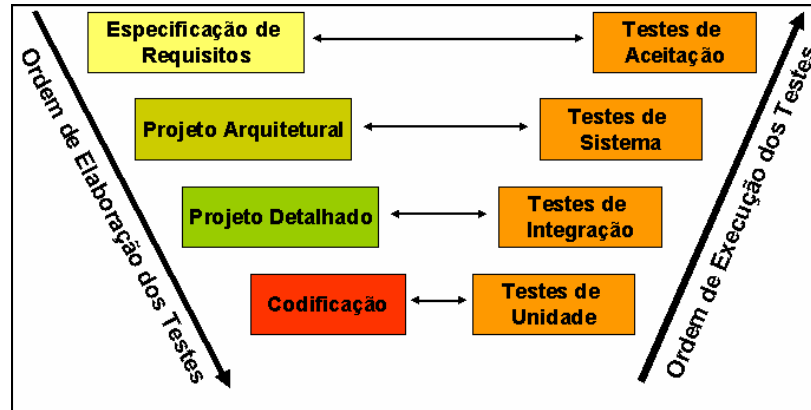 Ordem de Elaboração dos Testes
Especificação de
Requisitos
Testes de
Aceitação
Projeto Arquitetural
Testes de
Sistema
Projeto Detalhado
Testes de
Integração
Codificação
Testes de
Unidade
Ordem de Execução dos Testes